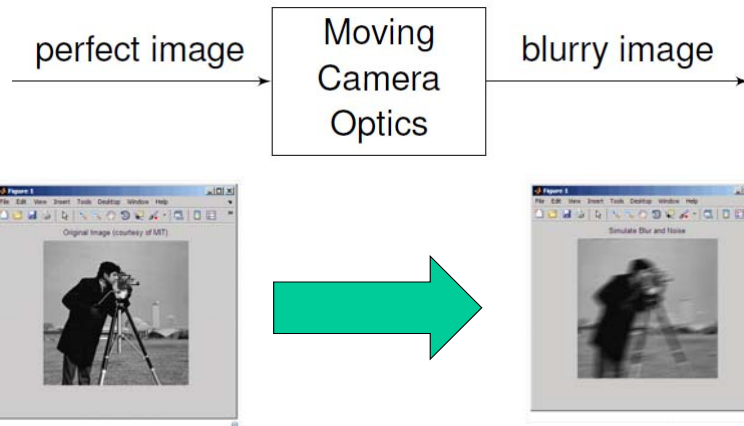 perfect image
Moving
Camera
Optics
blurry image
Figure 1
File Edit View Insert Tools Desktop Window Help
Original Image (courtesy of MIT)
Figure 1
File Edit View Insert Tools Desktop Window Help
Simulate Blur and Noise